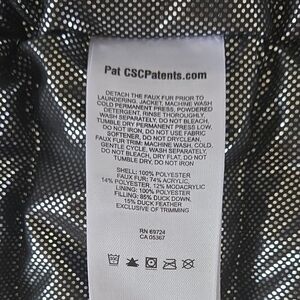 Pat CSCPatents.com
DETACH THE FAUX FUR PRIOR TO
LAUNDERING. JACKET, MACHINE WASH
COLD PERMANENT PRESS, POWDERED
DETERGENT, RINSE THOROUGHLY,
WASH SEPARATELY, DO NOT BLEACH,
TUMBLE DRY PERMANENT PRESS LOW,
DO NOT IRON, DO NOT USE FABRIC
SOFTENER, DO NOT DRYCLEAN
FAUX FUR TRIM: MACHINE WASH, COLD,
GENTLE CYCLE, WASH SEPARATELY,
DO NOT BLEACH, DRY FLAT, DO NOT
TUMBLE DRY, DO NOT IRON
SHELL: 100% POLYESTER
FAUX FUR: 74% ACRYLIC,
14% POLYESTER, 12% MODACRYLIC
LINING: 100% POLYESTER
FILLING: 85% DUCK DOWN,
15% DUCK FEATHER
EXCLUSIVE OF TRIMMING
RN 69724
CA 05367